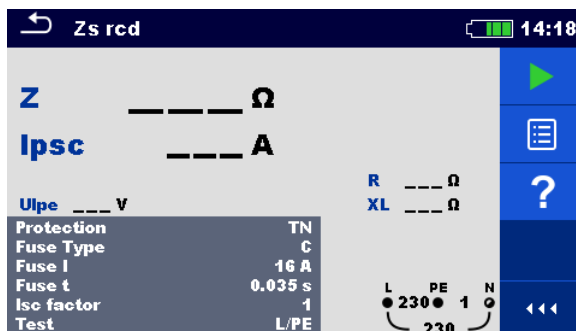 Zs rcd 14:18
Z ___ Ω
Ipsc ___ A
R ___ Ω
Ulpe ___ V XL ___ Ω
?
Protection TN
Fuse Type C
Fuse I 16 A
Fuse t 0.035 s
Isc factor 1
Test L/PE
L PE N
230 1
230